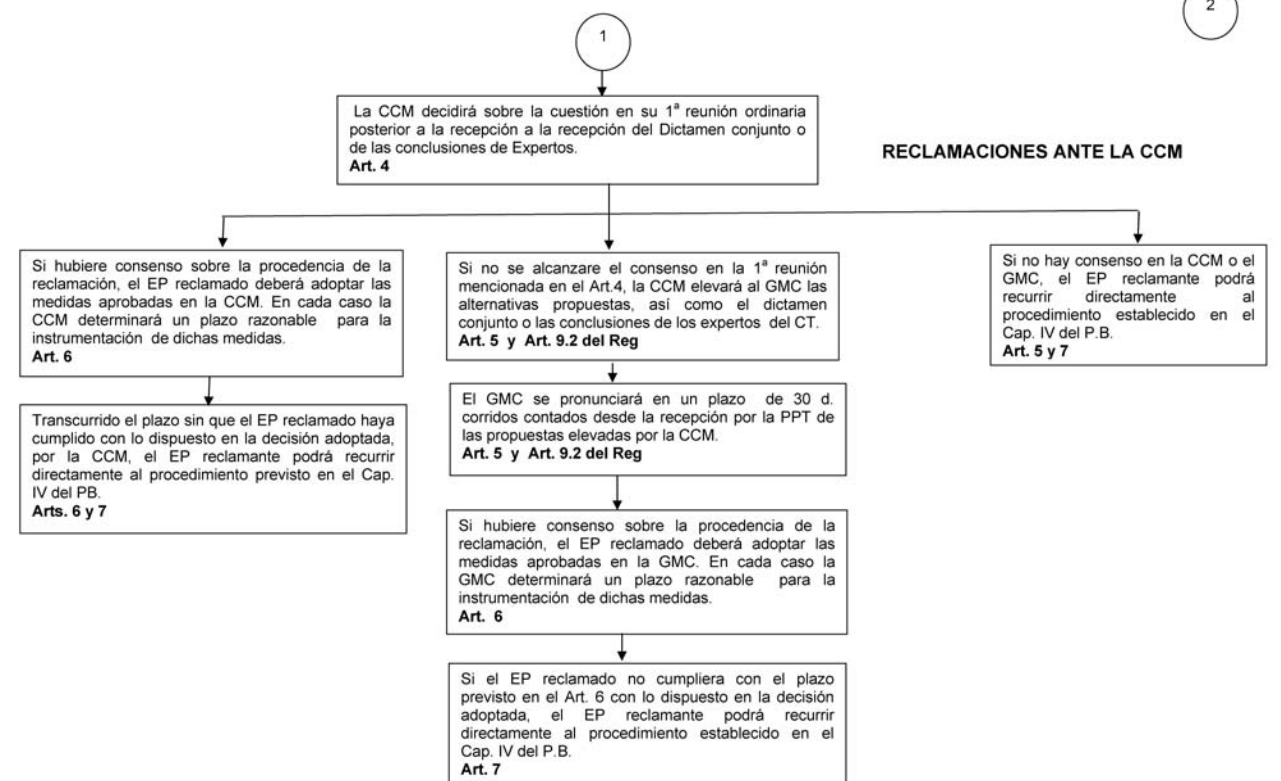 2
1
La CCM decidirá sobre la cuestión en su 1ª reunión ordinaria
posterior a la recepción a la recepción del Dictamen conjunto o
de las conclusiones de Expertos.
Art. 4
RECLAMACIONES ANTE LA CCM
Si hubiere consenso sobre la procedencia de la
reclamación, el EP reclamado deberá adoptar las
medidas aprobadas en la CCM. En cada caso la
CCM determinará un plazo razonable para la
instrumentación de dichas medidas.
Art. 6
Si no se alcanzare el consenso en la 1ª reunión
mencionada en el Art.4, la CCM elevará al GMC las
alternativas propuestas, así como el dictamen
conjunto o las conclusiones de los expertos del CT.
Art. 5 y Art. 9.2 del Reg
Si no hay consenso en la CCM o el
GMC, el EP reclamante podrá
recurrir directamente al
procedimiento establecido en el
Cap. IV del P.B.
Art. 5 y 7
Transcurrido el plazo sin que el EP reclamado haya
cumplido con lo dispuesto en la decisión adoptada,
por la CCM, el EP reclamante podrá recurrir
directamente al procedimiento previsto en el Cap.
IV del PB.
Arts. 6 y 7
El GMC se pronunciará en un plazo de 30 d.
corridos contados desde la recepción por la PPT de
las propuestas elevadas por la CCM.
Art. 5 y Art. 9.2 del Reg
Si hubiere consenso sobre la procedencia de la
reclamación, el EP reclamado deberá adoptar las
medidas aprobadas en la GMC. En cada caso la
GMC determinará un plazo razonable para la
instrumentación de dichas medidas.
Art. 6
Si el EP reclamado no cumpliera con el plazo
previsto en el Art. 6 con lo dispuesto en la decisión
adoptada, el EP reclamante podrá recurrir
directamente al procedimiento establecido en el
Cap. IV del P.B.
Art. 7